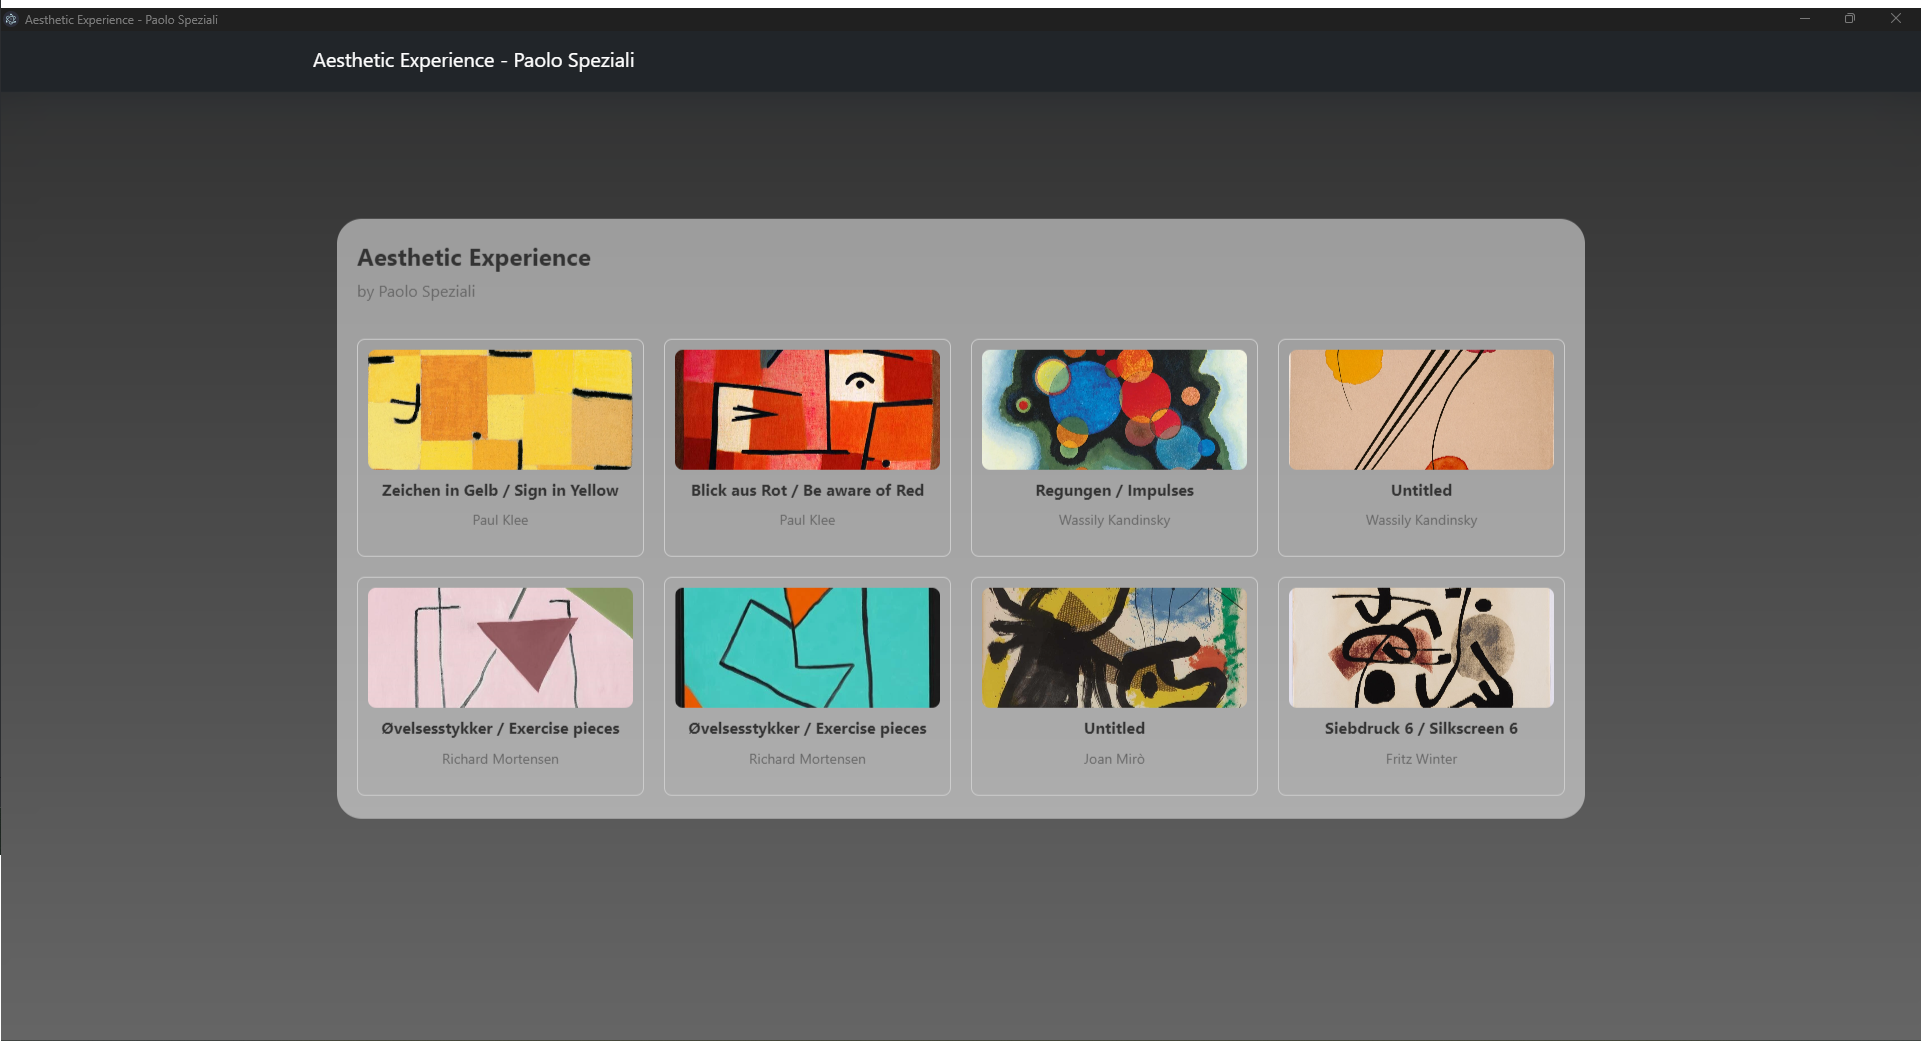 Aesthetic Experience - Paolo Speziali
Aesthetic Experience - Paolo Speziali
Aesthetic Experience
by Paolo Speziali
Zeichen in Gelb / Sign in Yellow
Paul Klee
Blick aus Rot / Be aware of Red
Paul Klee
Regungen / Impulses
Wassily Kandinsky
Untitled
Wassily Kandinsky
Øvelsesstykker / Exercise pieces
Richard Mortensen
Øvelsesstykker / Exercise pieces
Richard Mortensen
Untitled
Joan Mirò
Siebdruck 6 / Silkscreen 6
Fritz Winter